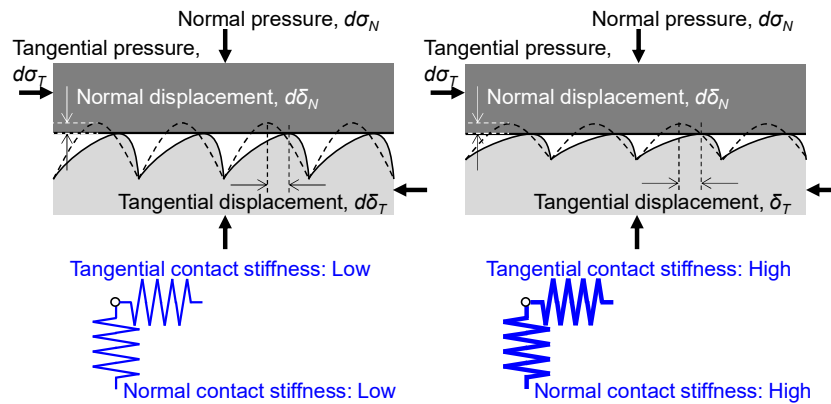 Normal pressure, dσN
Tangential pressure,
dσT
Normal displacement, dδN
Tangential displacement, dδT
Tangential contact stiffness: Low
Normal contact stiffness: Low
Normal pressure, dσN
Tangential pressure,
dσT
Normal displacement, dδN
Tangential displacement, δT
Tangential contact stiffness: High
Normal contact stiffness: High